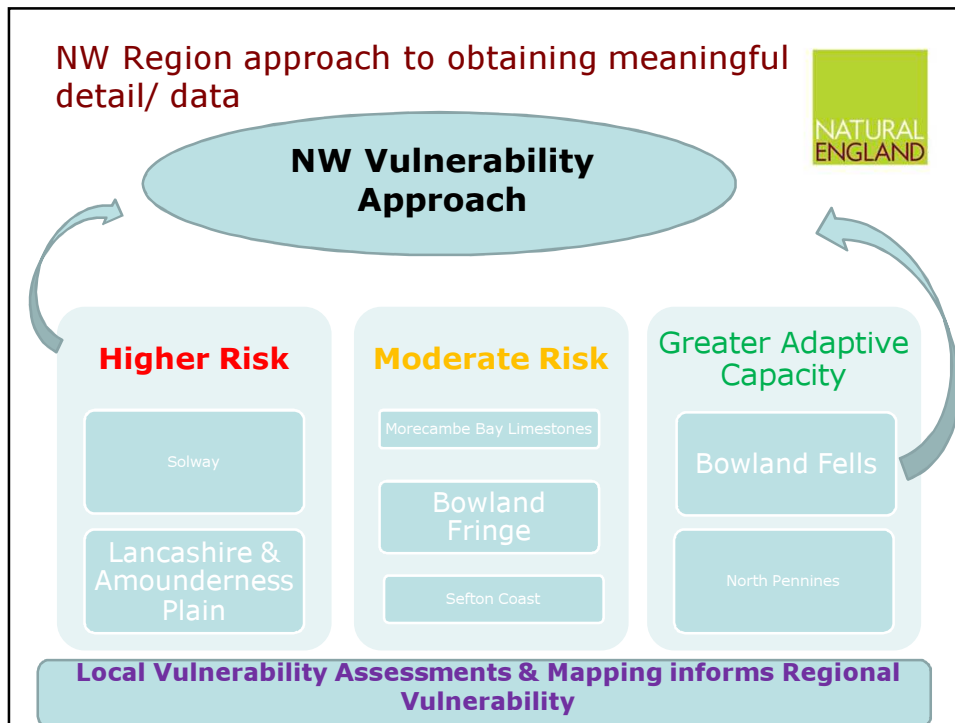 NW Region approach to obtaining meaningful
detail/ data
NATURAL
ENGLAND
NW Vulnerability
Approach
Higher Risk
Solway
Lancashire &
Amounderness
Plain
Moderate Risk
Morecambe Bay Limestones
Bowland
Fringe
Sefton Coast
Greater Adaptive
Capacity
Bowland Fells
North Pennines
Local Vulnerability Assessments & Mapping informs Regional
Vulnerability